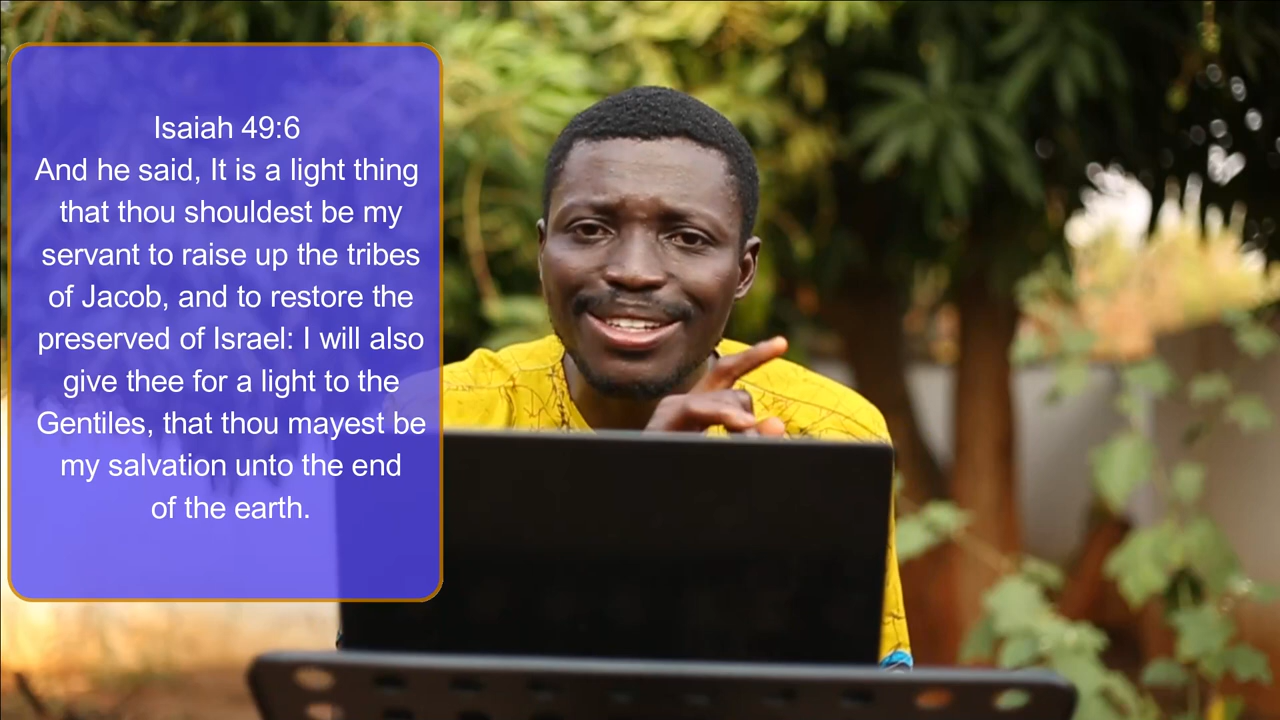 Isaiah 49:6
And he said, It is a light thing
that thou shouldest be my
servant to raise up the tribes
of Jacob, and to restore the
preserved of Israel: I will also
give thee for a light to the
Gentiles, that thou mayest be
my salvation unto the end
of the earth.